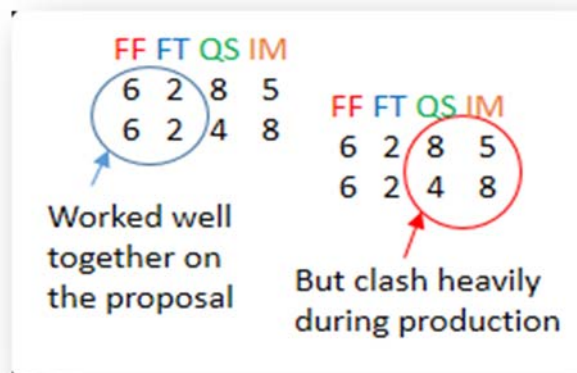 FF FT QS IM
6 2 8 5
6 2 4 8
Worked well
together on
the proposal
FF FT QS IM
6 2 8 5
6 2 4 8
But clash heavily
during production